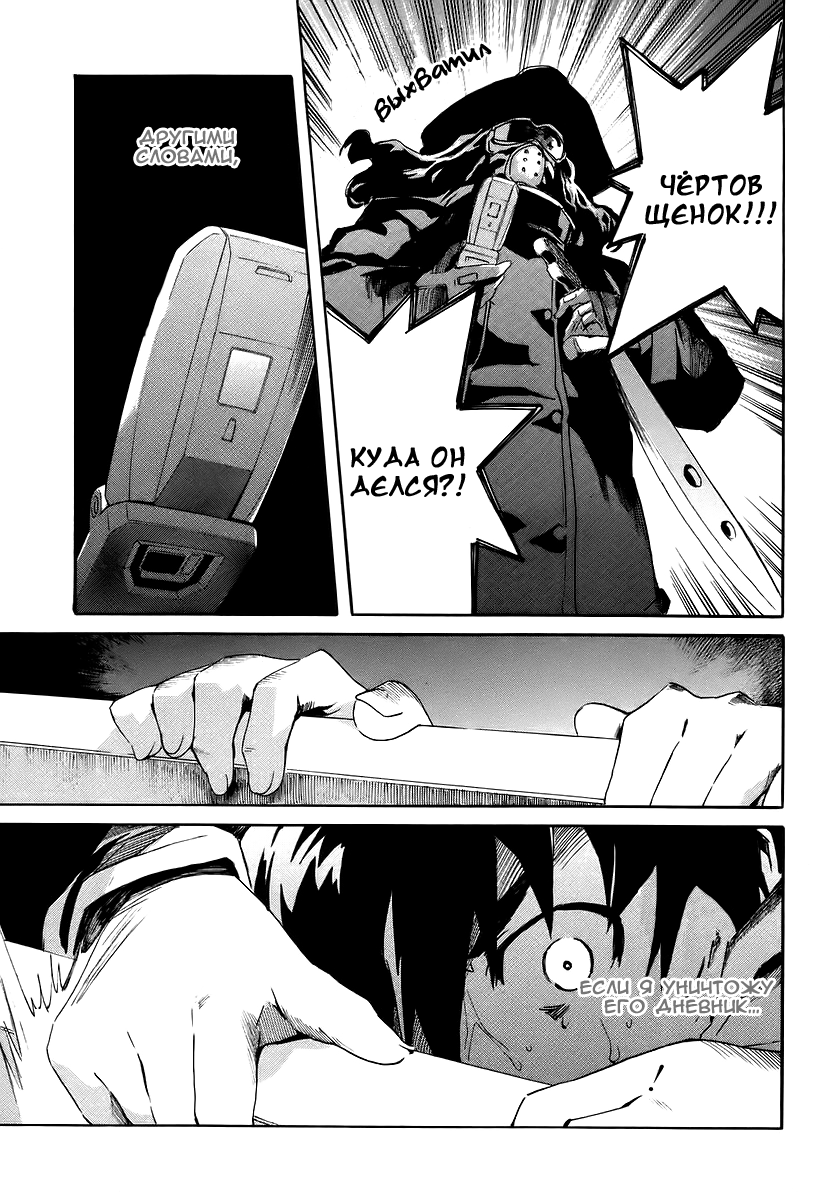 ВЫХВАТИЛ
ЧЁРТОВ
ЩЕНОК!!!
КУДА ОН
ДЕЛСЯ?!
ДРУГИМИ
СЛОВАМИ,
ЕСЛИ Я УНИЧТОЖУ
ЕГО ДНЕВНИК...